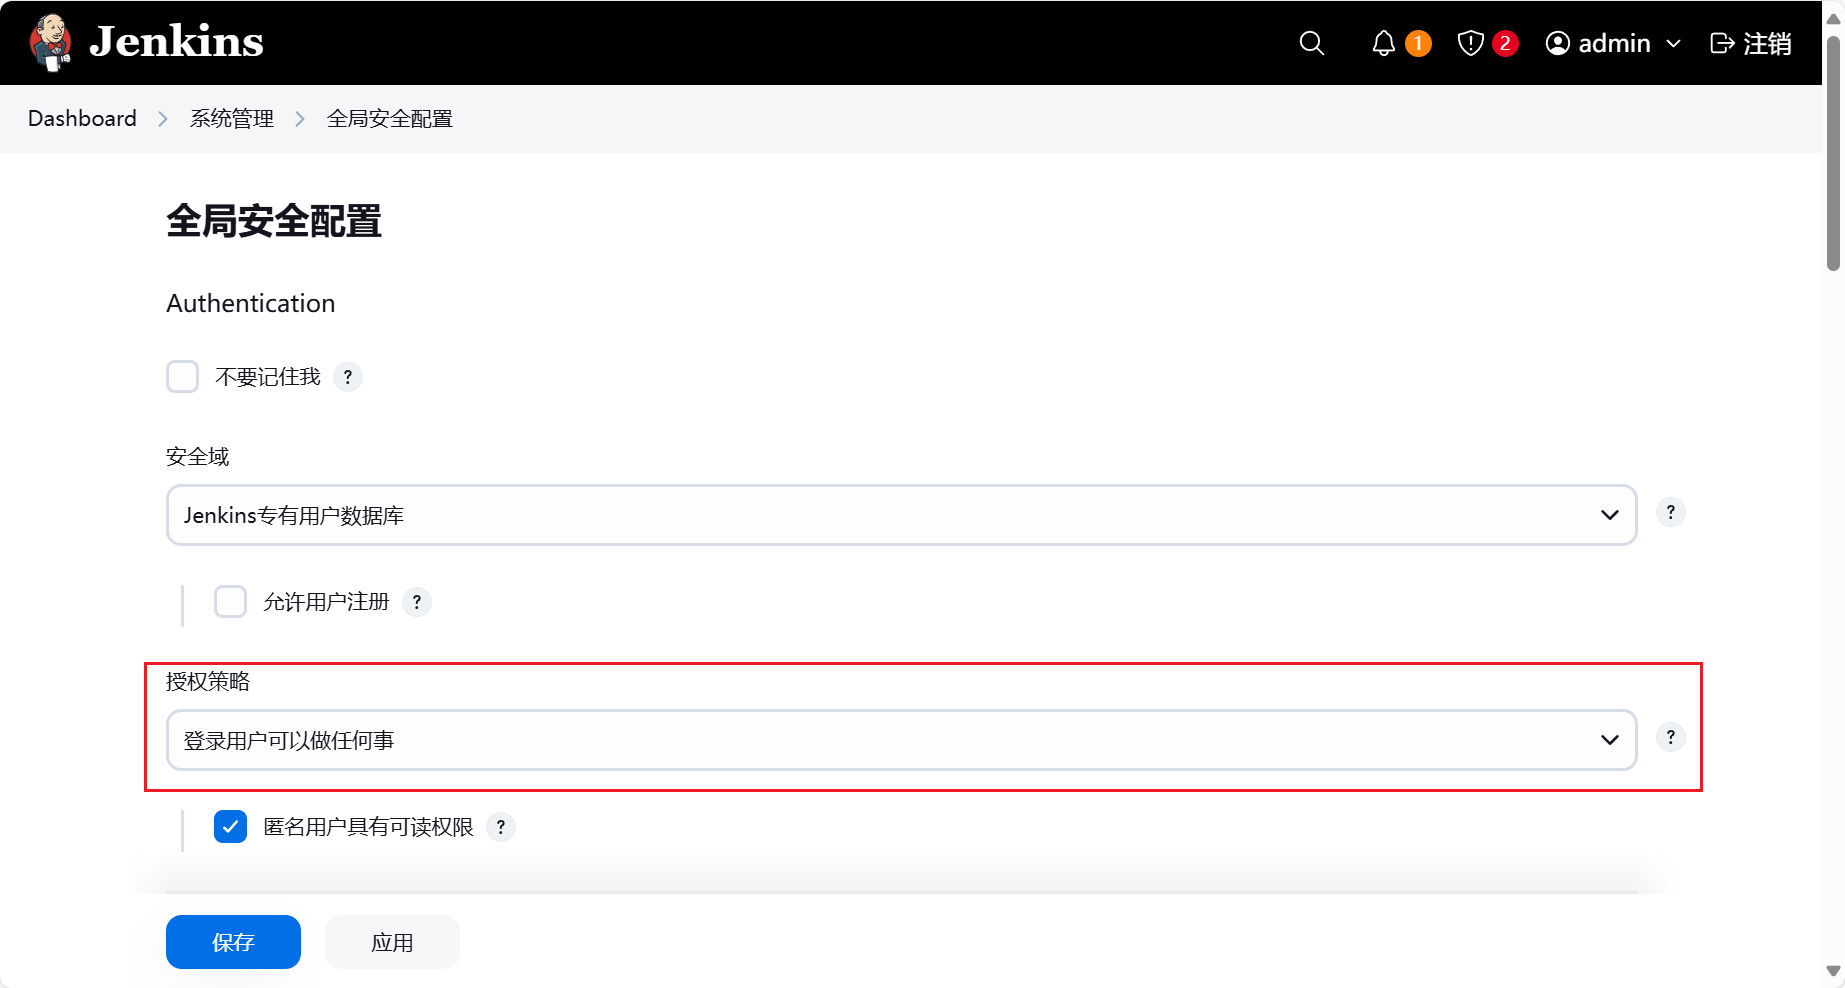 Jenkins
1
2
admin
注销
Dashboard
系统管理
全局安全配置
全局安全配置
Authentication
不要记住我 ?
安全域
Jenkins专有用户数据库
?
允许用户注册 ?
授权策略
登录用户可以做任何事
?
匿名用户具有可读权限 ?
保存
应用